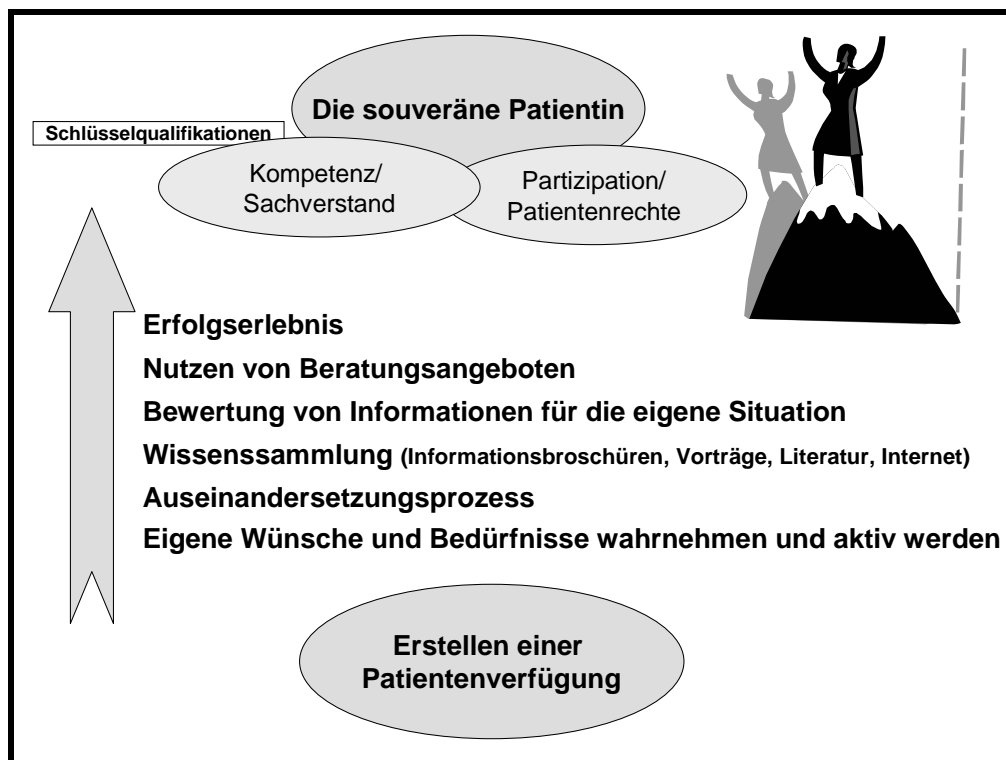 Die souveräne Patientin
Schlüsselqualifikationen
Kompetenz/
Sachverstand
Partizipation/
Patientenrechte
Erfolgserlebnis
Nutzen von Beratungsangeboten
Bewertung von Informationen für die eigene Situation
Wissenssammlung (Informationsbroschüren, Vorträge, Literatur, Internet)
Auseinandersetzungsprozess
Eigene Wünsche und Bedürfnisse wahrnehmen und aktiv werden
Erstellen einer
Patientenverfügung